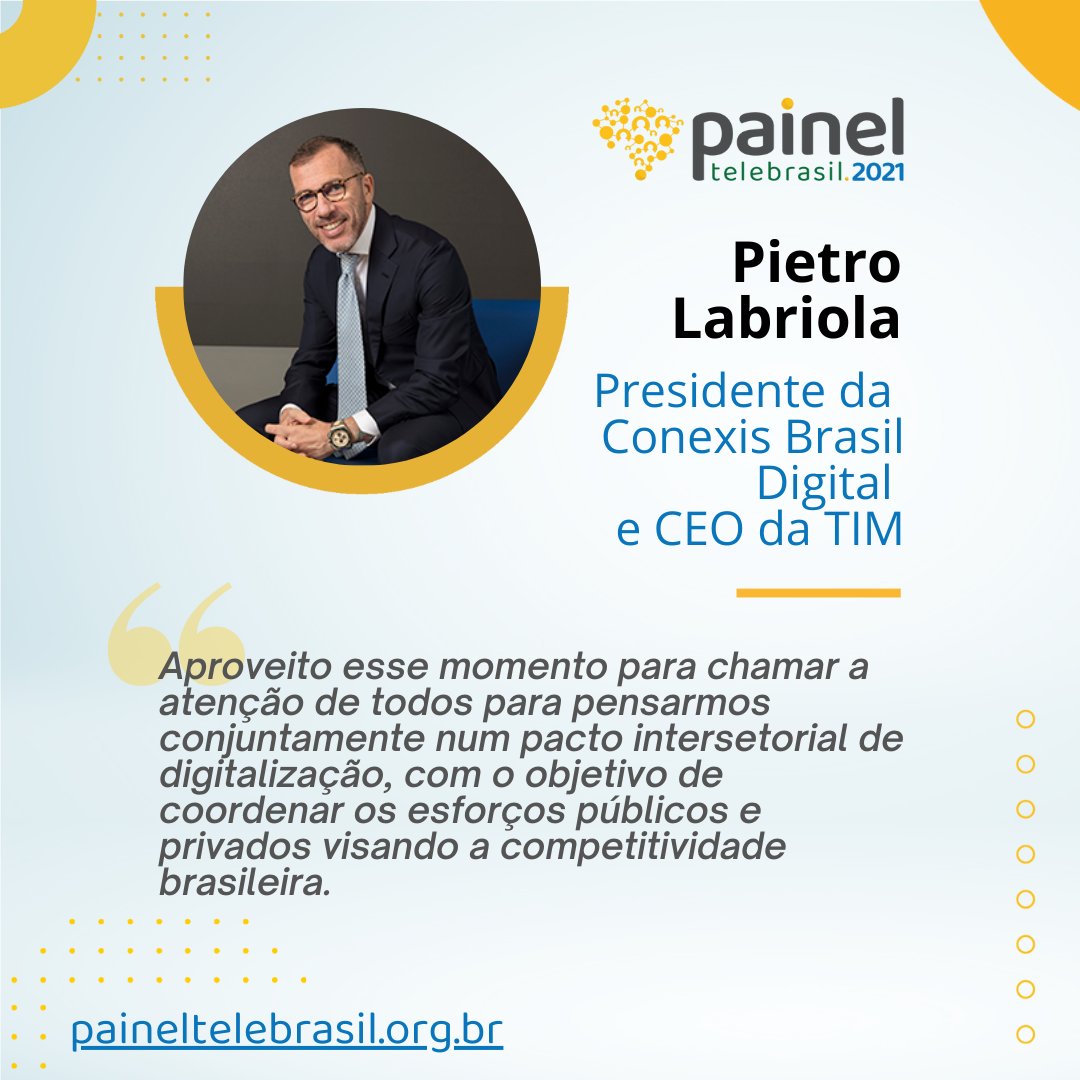 painel
telebrasil.2021
Pietro
Labriola
Presidente da
Conexis Brasil
Digital
e CEO da TIM
“
Aproveito esse momento para chamar a
atenção de todos para pensarmos
conjuntamente num pacto intersetorial de
digitalização, com o objetivo de
coordenar os esforços públicos e
privados visando a competitividade
brasileira.
paineltelebrasil.org.br